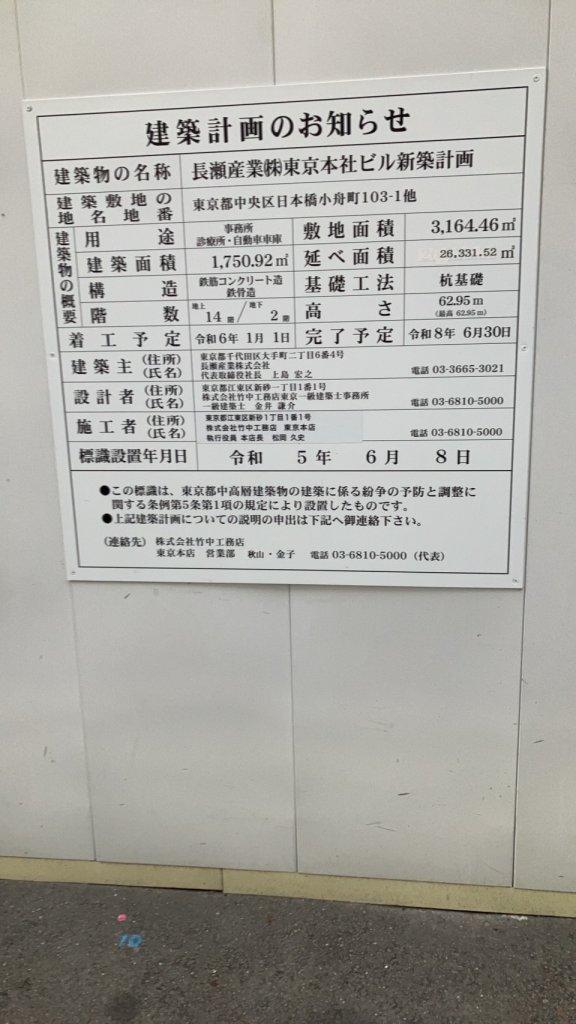 建築計画のお知らせ
建築物の名称 長瀬産業㈱東京本社ビル新築計画
建築敷地の地名地番 東京都中央区日本橋小舟町103-1他
建築物の概要
用途 事務所 診療所・自動車車庫 敷地面積 3,164.46㎡
建築面積 1,750.92㎡ 延べ面積 26,331.52㎡
構造 鉄筋コンクリート造 鉄骨造 基礎工法 杭基礎
階数 地上14階/地下2階 高さ 62.95m (最高 62.95m)
着工予定 令和6年 1月 1日 完了予定 令和8年 6月30日
建築主 (住所)(氏名) 東京都千代田区大手町二丁目6番4号
長瀬産業株式会社
代表取締役社長 上島 宏之 電話 03-3665-3021
設計者 (住所)(氏名) 東京都江東区新砂一丁目1番1号
株式会社竹中工務店東京一級建築士事務所
一級建築士 金井 謙介 電話 03-6810-5000
施工者 (住所)(氏名) 東京都江東区新砂1丁目1番1号
株式会社竹中工務店 東京本店
執行役員 本店長 松岡 久史 電話 03-6810-5000
標識設置年月日 令和 5年 6月 8日
●この標識は、東京都中高層建築物の建築に係る紛争の予防と調整に
関する条例第5条第1項の規定により設置したものです。
●上記建築計画についての説明の申出は下記へ御連絡下さい。
(連絡先) 株式会社竹中工務店
東京本店 営業部 秋山・金子 電話 03-6810-5000(代表)